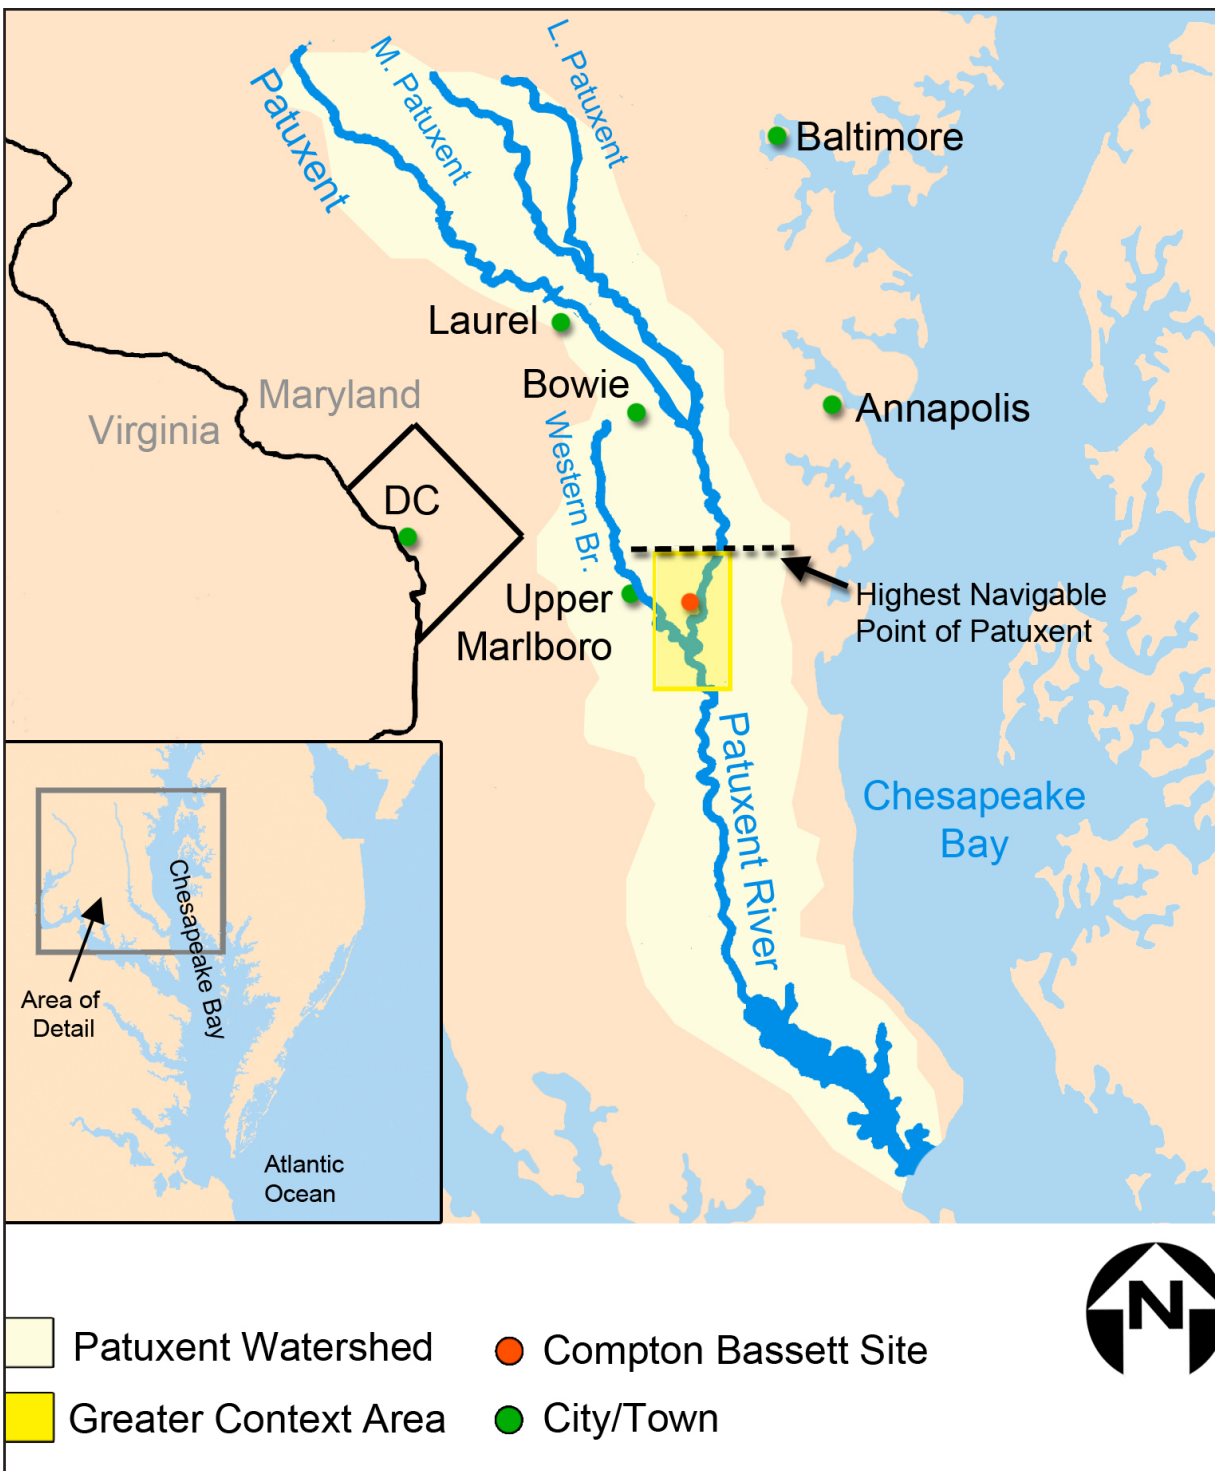 Patuxent
M. Patuxent
L. Patuxent
Baltimore
Laurel
Bowie
Maryland
Virginia
Annapolis
Western Br.
DC
Upper
Marlboro
Highest Navigable
Point of Patuxent
Patuxent River
Chesapeake
Bay
Chesapeake Bay
Area of
Detail
Atlantic
Ocean
N
Patuxent Watershed
Compton Bassett Site
Greater Context Area
City/Town